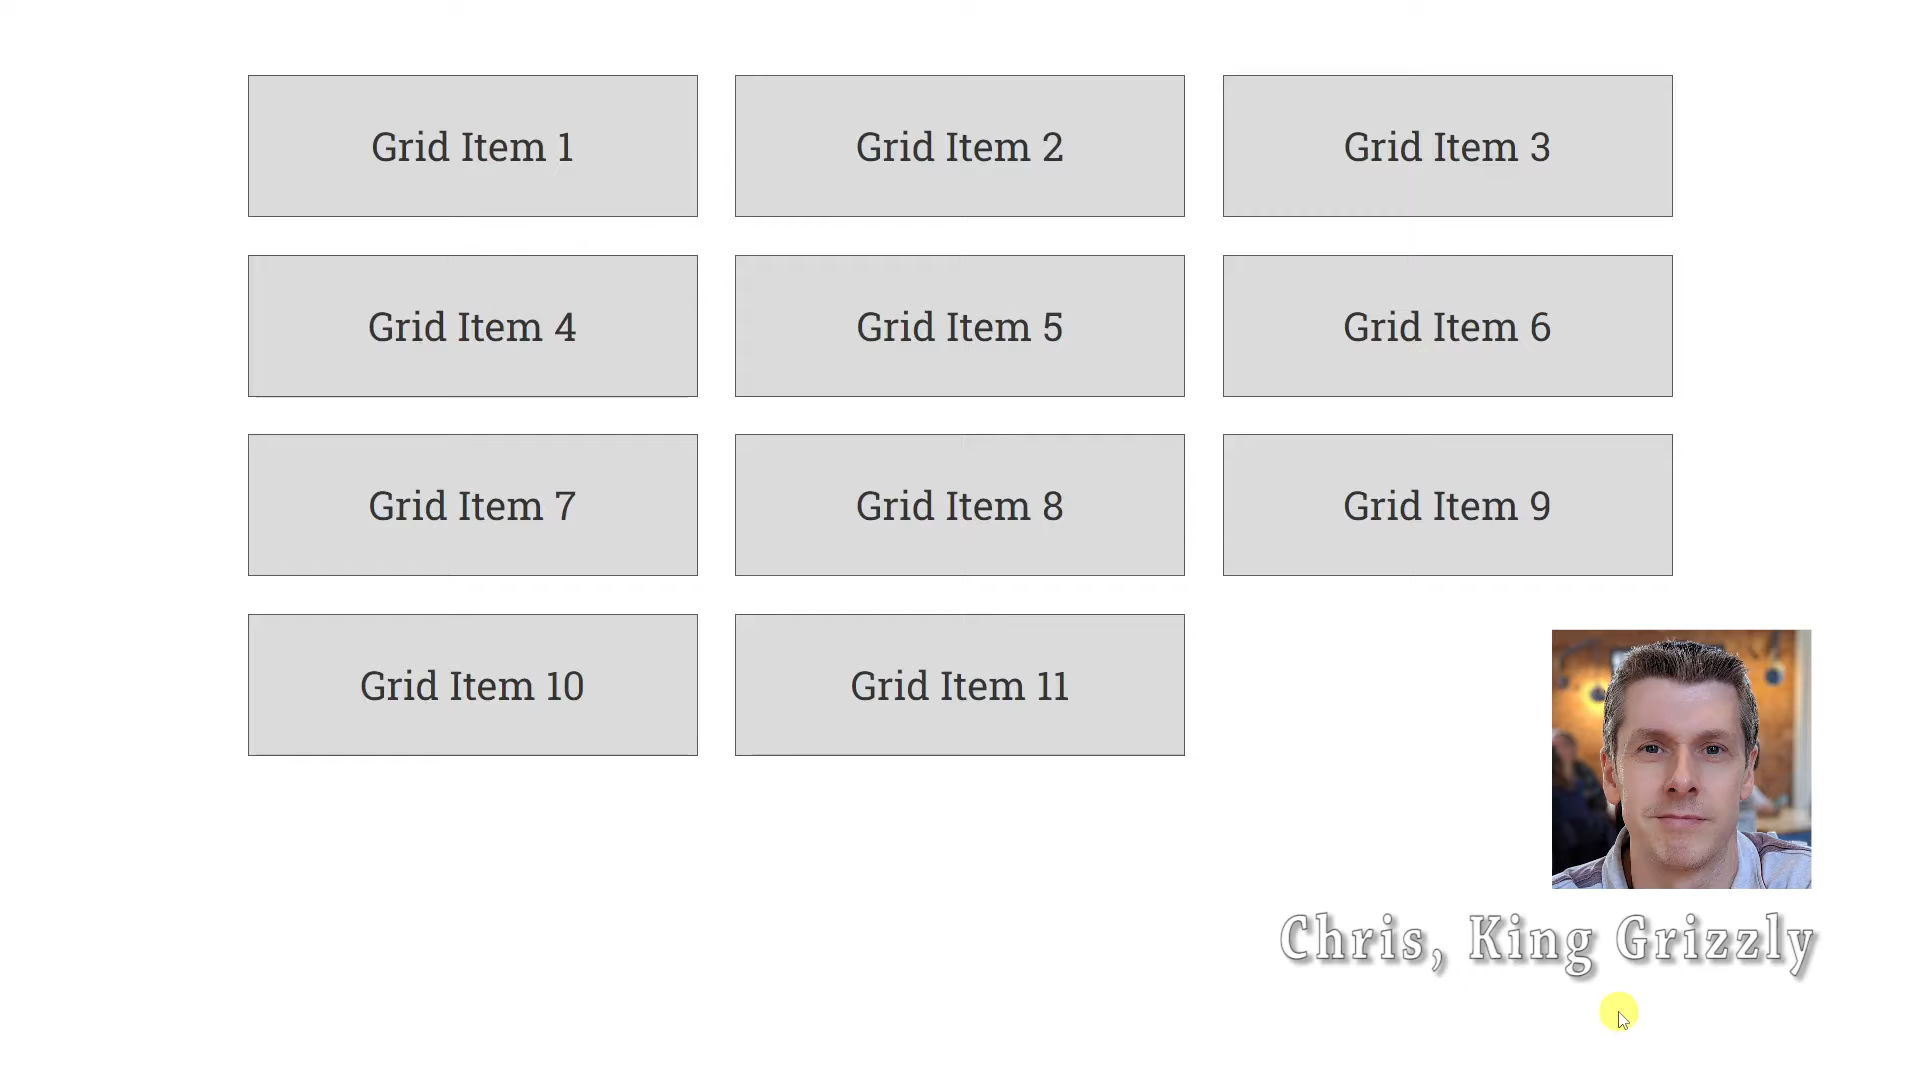 Grid Item 1
Grid Item 2
Grid Item 3
Grid Item 4
Grid Item 5
Grid Item 6
Grid Item 7
Grid Item 8
Grid Item 9
Grid Item 10
Grid Item 11
Chris, King Grizzly